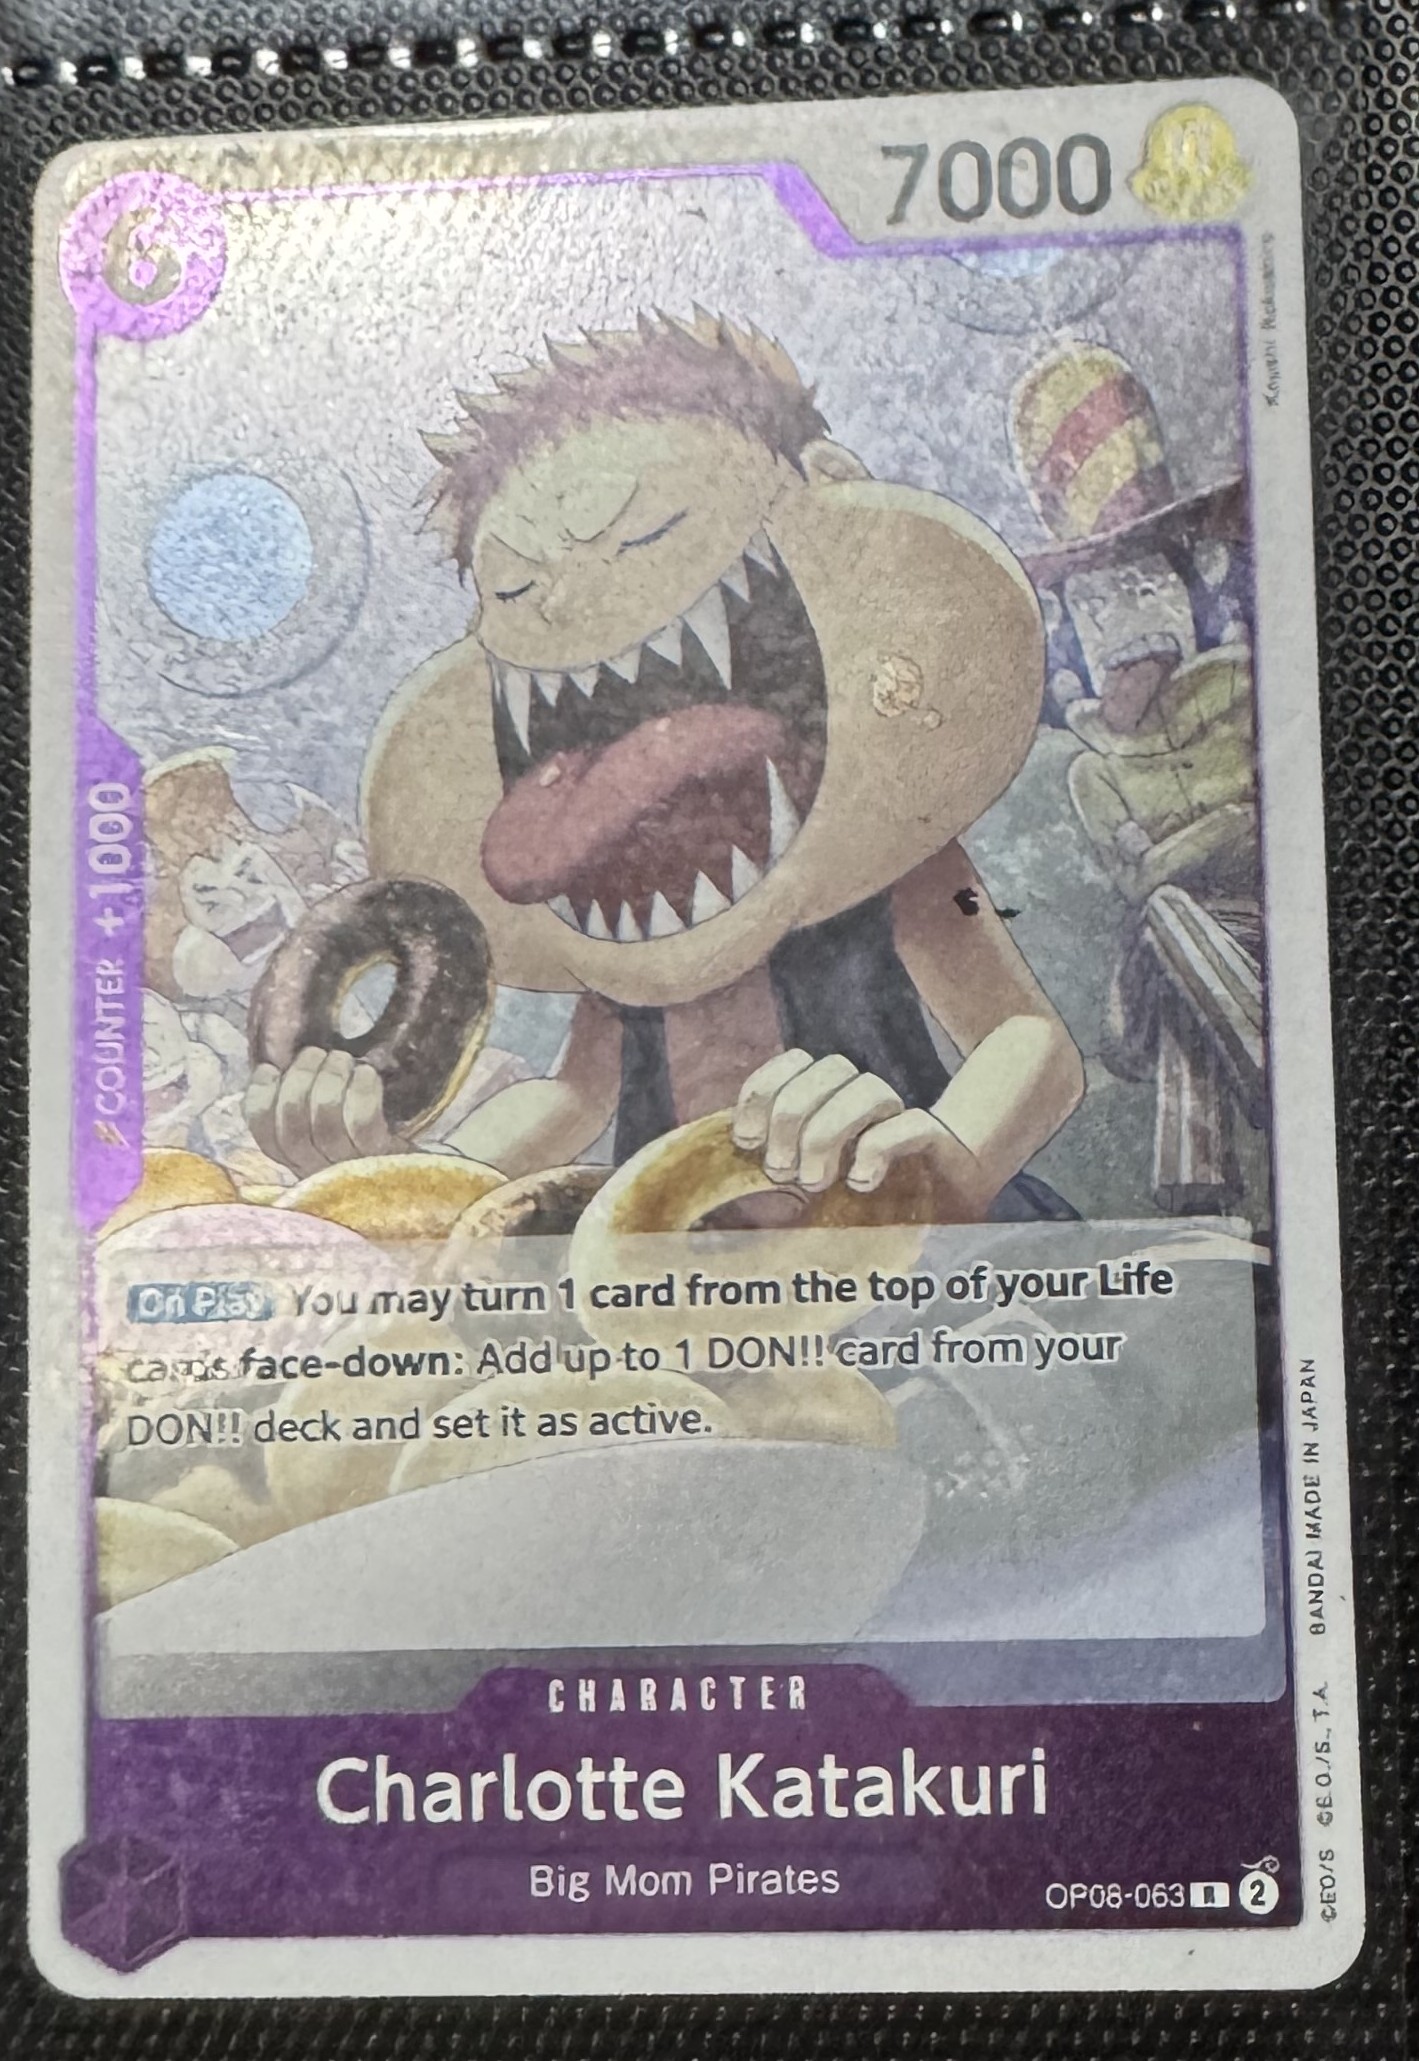 6
7000
COUNTER +1000
On Play You may turn 1 card from the top of your Life
cards face-down: Add up to 1 DON!! card from your
DON!! deck and set it as active.
CHARACTER
Charlotte Katakuri
Big Mom Pirates
OP08-063 R 2
BANDAI MADE IN JAPAN